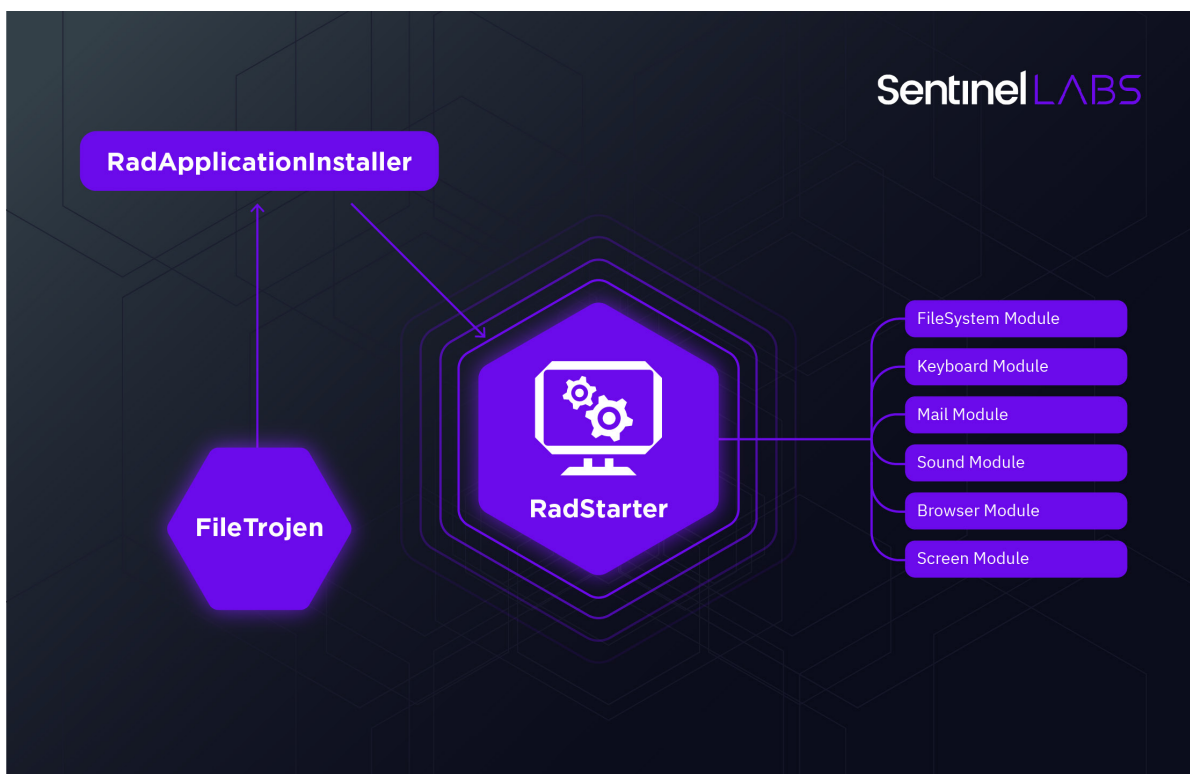 SentinelLABS
RadApplicationInstaller
FileTrojen
RadStarter
FileSystem Module
Keyboard Module
Mail Module
Sound Module
Browser Module
Screen Module